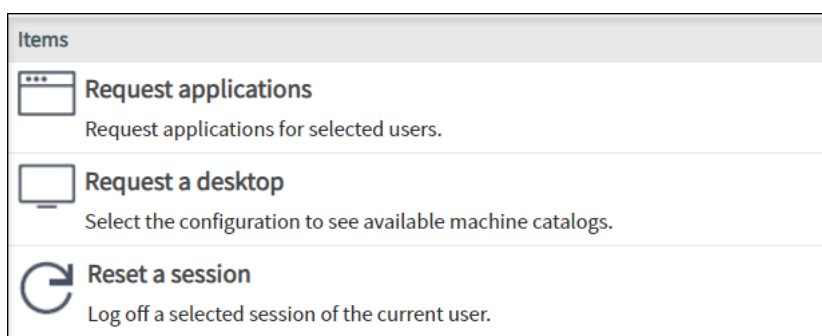 Items
Request applications
Request applications for selected users.
Request a desktop
Select the configuration to see available machine catalogs.
Reset a session
Log off a selected session of the current user.